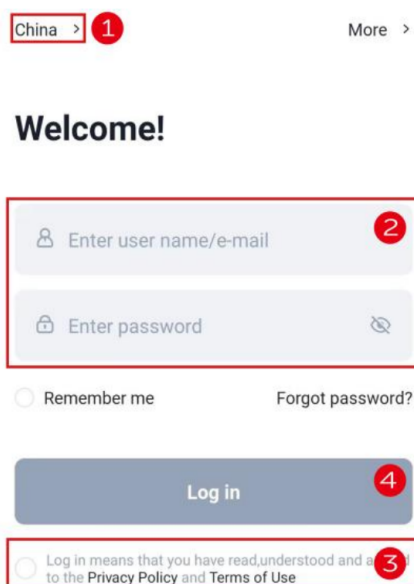 China > 1
More >
Welcome!
2
Enter user name/e-mail
Enter password
Remember me
Forgot password?
Log in
4
Log in means that you have read,understood and
3
to the Privacy Policy and Terms of Use